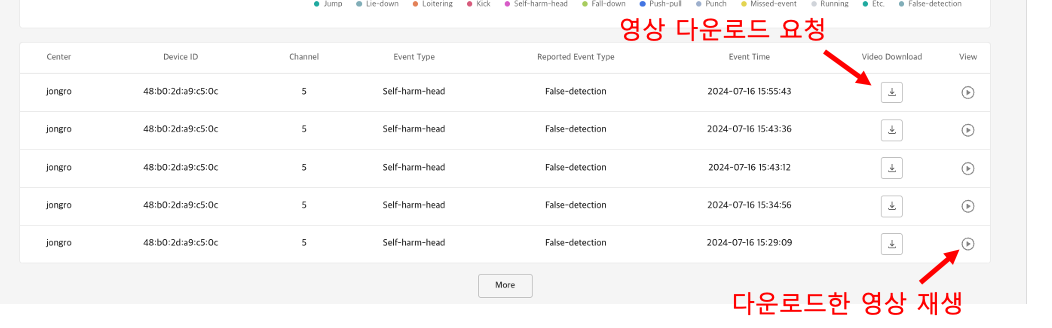 Jump Lie-down Loitering Kick Self-harm-head Fall-down Push-pull Punch Missed-event Running Etc. False-detection
영상 다운로드 요청
Center Device ID Channel Event Type Reported Event Type Event Time Video Download View
jongro 48:b0:2d:a9:c5:0c 5 Self-harm-head False-detection 2024-07-16 15:55:43
jongro 48:b0:2d:a9:c5:0c 5 Self-harm-head False-detection 2024-07-16 15:43:36
jongro 48:b0:2d:a9:c5:0c 5 Self-harm-head False-detection 2024-07-16 15:43:12
jongro 48:b0:2d:a9:c5:0c 5 Self-harm-head False-detection 2024-07-16 15:34:56
jongro 48:b0:2d:a9:c5:0c 5 Self-harm-head False-detection 2024-07-16 15:29:09
More
다운로드한 영상 재생